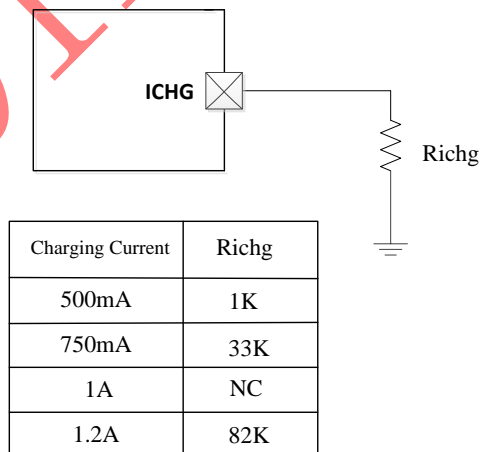 ICHG
Richg
Charging Current Richg
500mA 1K
750mA 33K
1A NC
1.2A 82K